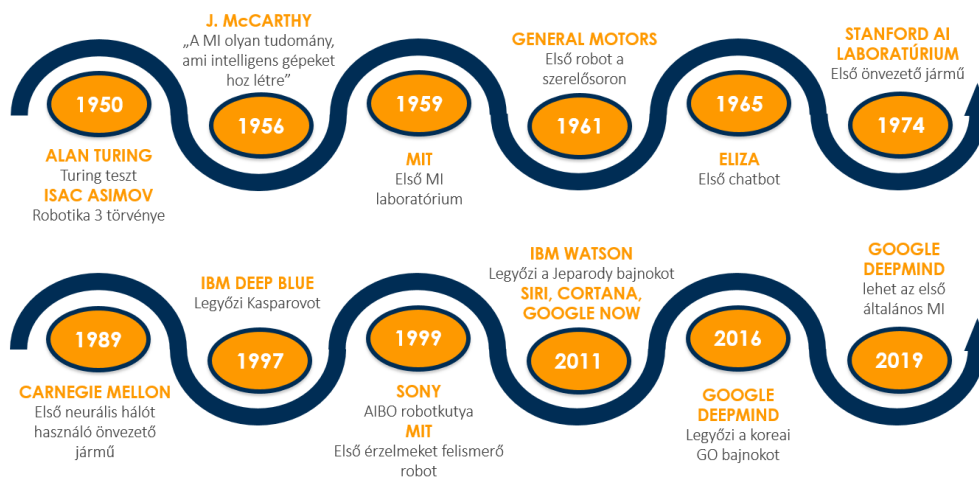 1950
ALAN TURING
Turing teszt
ISAC ASIMOV
Robotika 3 törvénye
J. McCARTHY
„A MI olyan tudomány,
ami intelligens gépeket
hoz létre”
1956
1959
MIT
Első MI
laboratórium
GENERAL MOTORS
Első robot a
szerelősoron
1961
1965
ELIZA
Első chatbot
STANFORD AI
LABORATÚRIUM
Első önvezető jármű
1974
1989
CARNEGIE MELLON
Első neurális hálót
használó önvezető
jármű
IBM DEEP BLUE
Legyőzi Kasparovot
1997
1999
SONY
AIBO robotkutya
MIT
Első érzelmeket felismerő
robot
IBM WATSON
Legyőzi a Jeparody bajnokot
SIRI, CORTANA,
GOOGLE NOW
2011
2016
GOOGLE
DEEPMIND
Legyőzi a koreai
GO bajnokot
GOOGLE
DEEPMIND
lehet az első
általános MI
2019